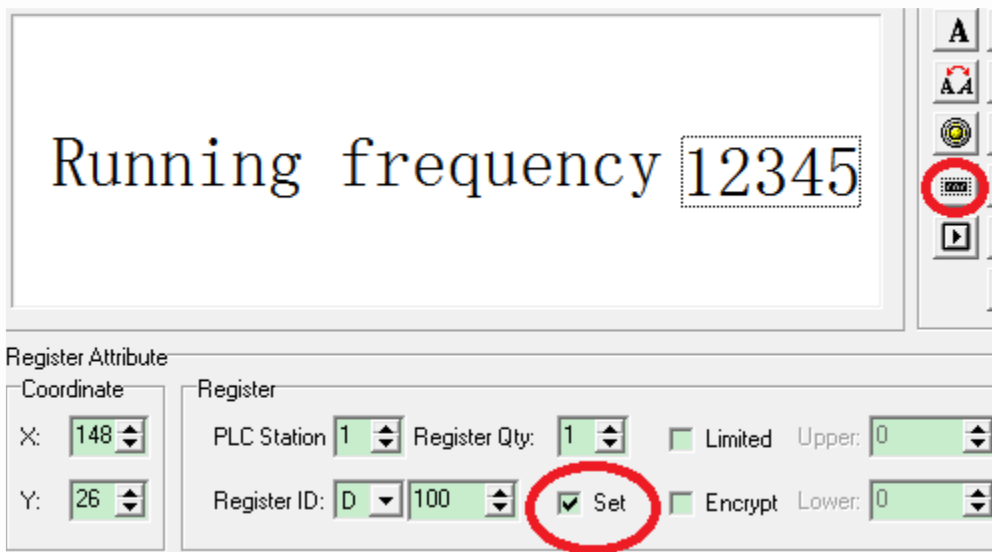 Running frequency 12345
A
AA
Register Attribute
Coordinate
Register
X: 148
PLC Station 1 Register Qty: 1 Limited Upper: 0
Y: 26
Register ID: D 100 Set Encrypt Lower: 0